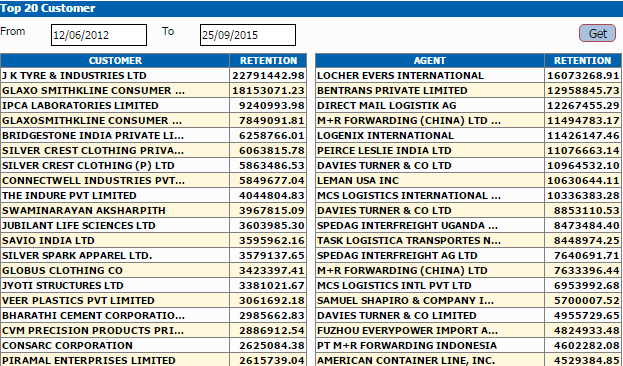 Top 20 Customer
From 12/06/2012 To 25/09/2015 Get
CUSTOMER RETENTION AGENT RETENTION
J K TYRE & INDUSTRIES LTD 22791442.98 LOCHER EVERS INTERNATIONAL 16073268.91
GLAXO SMITHKLINE CONSUMER ... 18153071.23 BENTRANS PRIVATE LIMITED 12958845.73
IPCA LABORATORIES LIMITED 9240993.98 DIRECT MAIL LOGISTIK AG 12267455.29
GLAXOSMITHKLINE CONSUMER ... 7849091.81 M+R FORWARDING (CHINA) LTD ... 11494783.17
BRIDGESTONE INDIA PRIVATE LI... 6258766.01 LOGENIX INTERNATIONAL 11426147.46
SILVER CREST CLOTHING PRIVA... 6063815.78 PEIRCE LESLIE INDIA LTD 11076663.14
SILVER CREST CLOTHING (P) LTD 5863486.53 DAVIES TURNER & CO LTD 10964532.10
CONNECTWELL INDUSTRIES PVT... 5849677.04 LEMAN USA INC 10630644.11
THE INDURE PVT LIMITED 4044804.83 MCS LOGISTICS INTERNATIONAL ... 10336383.28
SWAMINARAYAN AKSHARPITH 3967815.09 DAVIES TURNER & CO LTD 8853110.53
JUBILANT LIFE SCIENCES LTD 3603985.30 SPEDAG INTERFREIGHT UGANDA ... 8473484.40
SAVIO INDIA LTD 3595962.16 TASK LOGISTICA TRANSPORTES N... 8448974.25
SILVER SPARK APPAREL LTD. 3579137.65 SPEDAG INTERFREIGHT AG LTD 7640691.71
GLOBUS CLOTHING CO 3423397.41 M+R FORWARDING (CHINA) LTD 7633396.44
JYOTI STRUCTURES LTD 3381021.67 MCS LOGISTICS INTL PVT LTD 6953992.68
VEER PLASTICS PVT LIMITED 3061692.18 SAMUEL SHAPIRO & COMPANY I... 5700007.52
BHARATHI CEMENT CORPORATIO... 2985662.83 DAVIES TURNER & CO LIMITED 4955729.65
CVM PRECISION PRODUCTS PRI... 2886912.54 FUZHOU EVERYPOWER IMPORT A... 4824933.48
CONSARC CORPORATION 2625084.38 PT M+R FORWARDING INDONESIA 4602282.08
PIRAMAL ENTERPRISES LIMITED 2615739.04 AMERICAN CONTAINER LINE, INC. 4529384.85